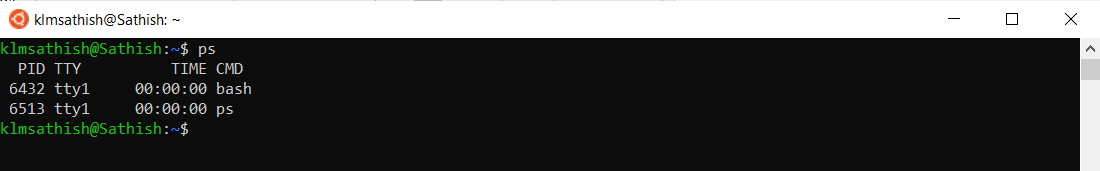 klmsathish@Sathish: ~
klmsathish@Sathish:~$ ps
  PID TTY          TIME CMD
 6432 tty1     00:00:00 bash
 6513 tty1     00:00:00 ps
klmsathish@Sathish:~$